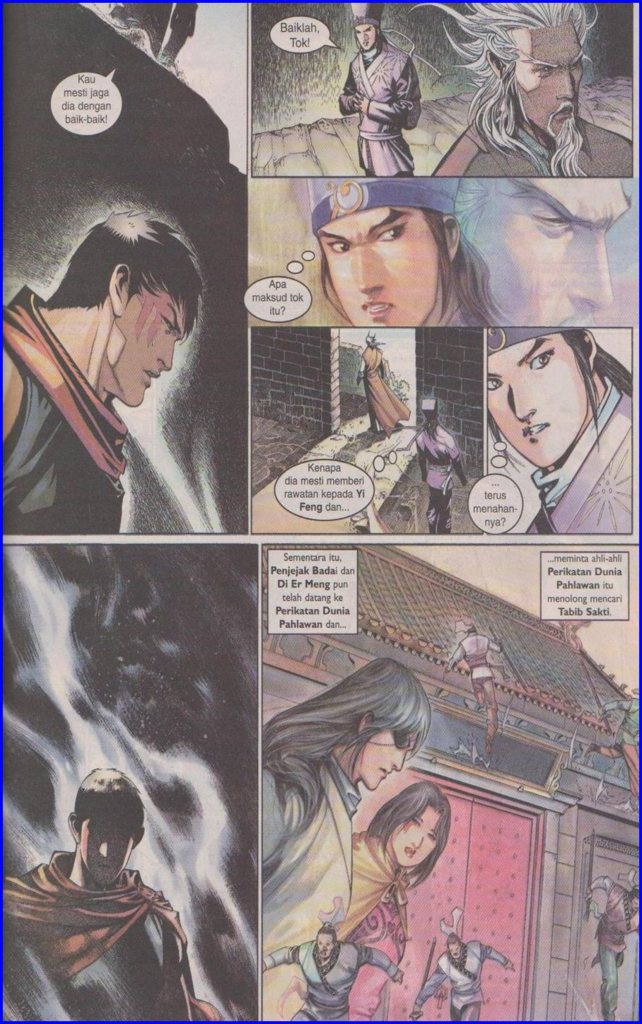 Kau
mesti jaga
dia dengan
baik-baik!
Baiklah,
Tok!
Apa
maksud tok
itu?
Kenapa
dia mesti memberi
rawatan kepada Yi
Feng dan...
...
terus
menahan-
nya?
Sementara itu,
Penjejak Badai dan
Di Er Meng pun
telah datang ke
Perikatan Dunia
Pahlawan dan...
...meminta ahli-ahli
Perikatan Dunia
Pahlawan itu
menolong mencari
Tabib Sakti.